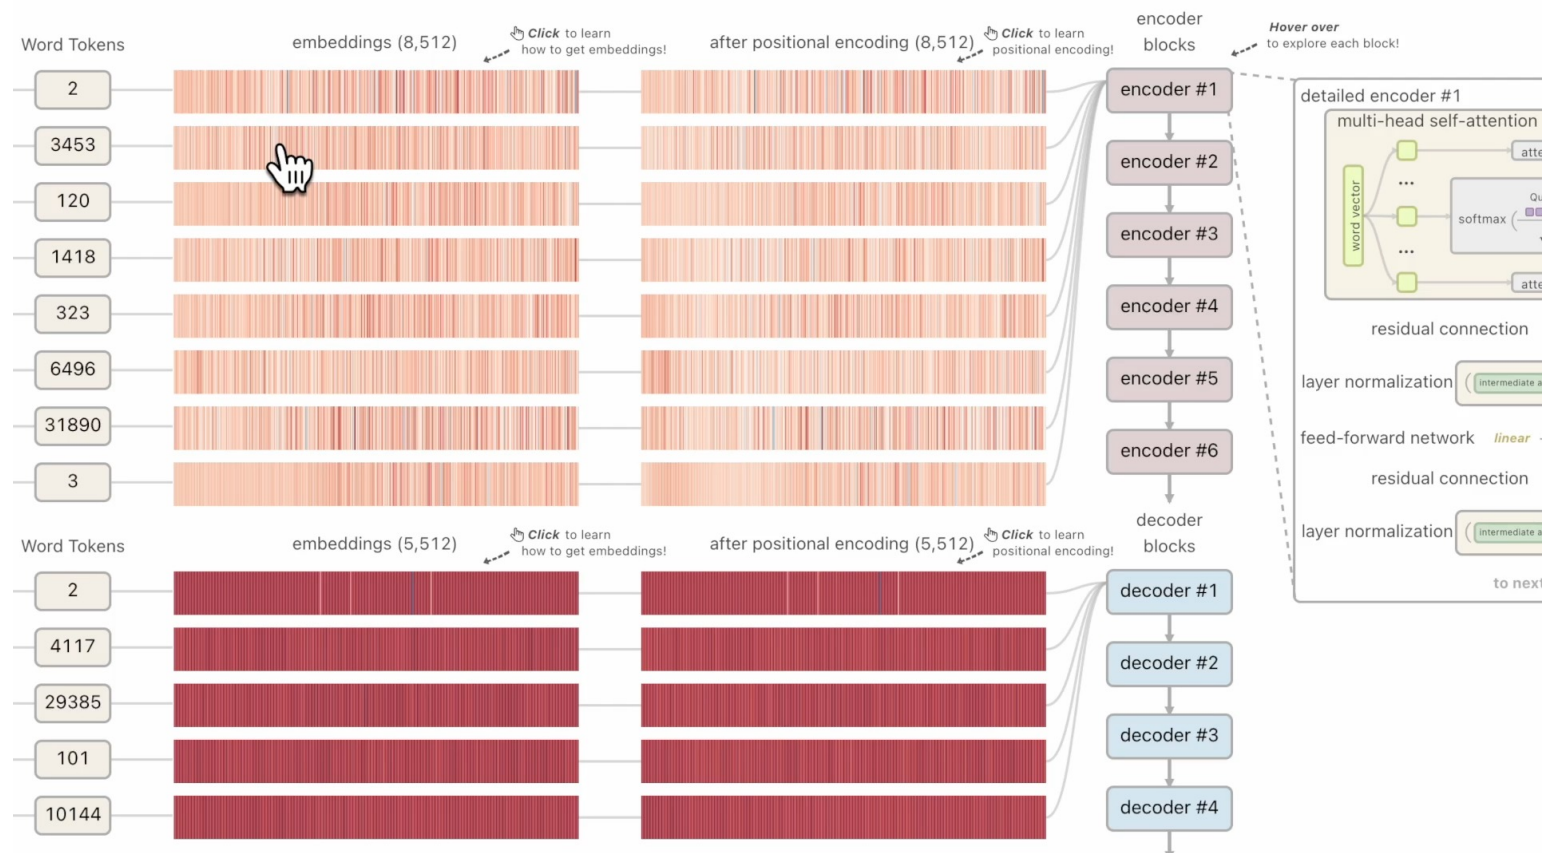 Word Tokens
embeddings (8,512)
Click to learn
how to get embeddings!
after positional encoding (8,512)
Click to learn
positional encoding!
encoder
blocks
Hover over
to explore each block!
2
3453
120
1418
323
6496
31890
3
encoder #1
encoder #2
encoder #3
encoder #4
encoder #5
encoder #6
detailed encoder #1
multi-head self-attention
word vector
...
...
atte
softmax (
Qu
atte
residual connection
layer normalization
( intermediate a
feed-forward network linear
residual connection
layer normalization
( intermediate a
to next
Word Tokens
embeddings (5,512)
Click to learn
how to get embeddings!
after positional encoding (5,512)
Click to learn
positional encoding!
decoder
blocks
2
4117
29385
101
10144
decoder #1
decoder #2
decoder #3
decoder #4